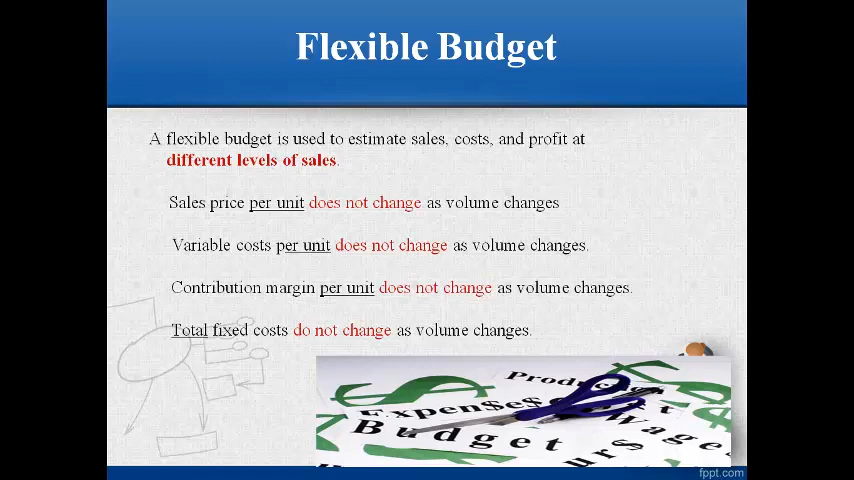 Flexible Budget
A flexible budget is used to estimate sales, costs, and profit at
different levels of sales.
Sales price per unit does not change as volume changes
Variable costs per unit does not change as volume changes.
Contribution margin per unit does not change as volume changes.
Total fixed costs do not change as volume changes.
Expen$e$
Budget
Wage
ur$
fppt.com